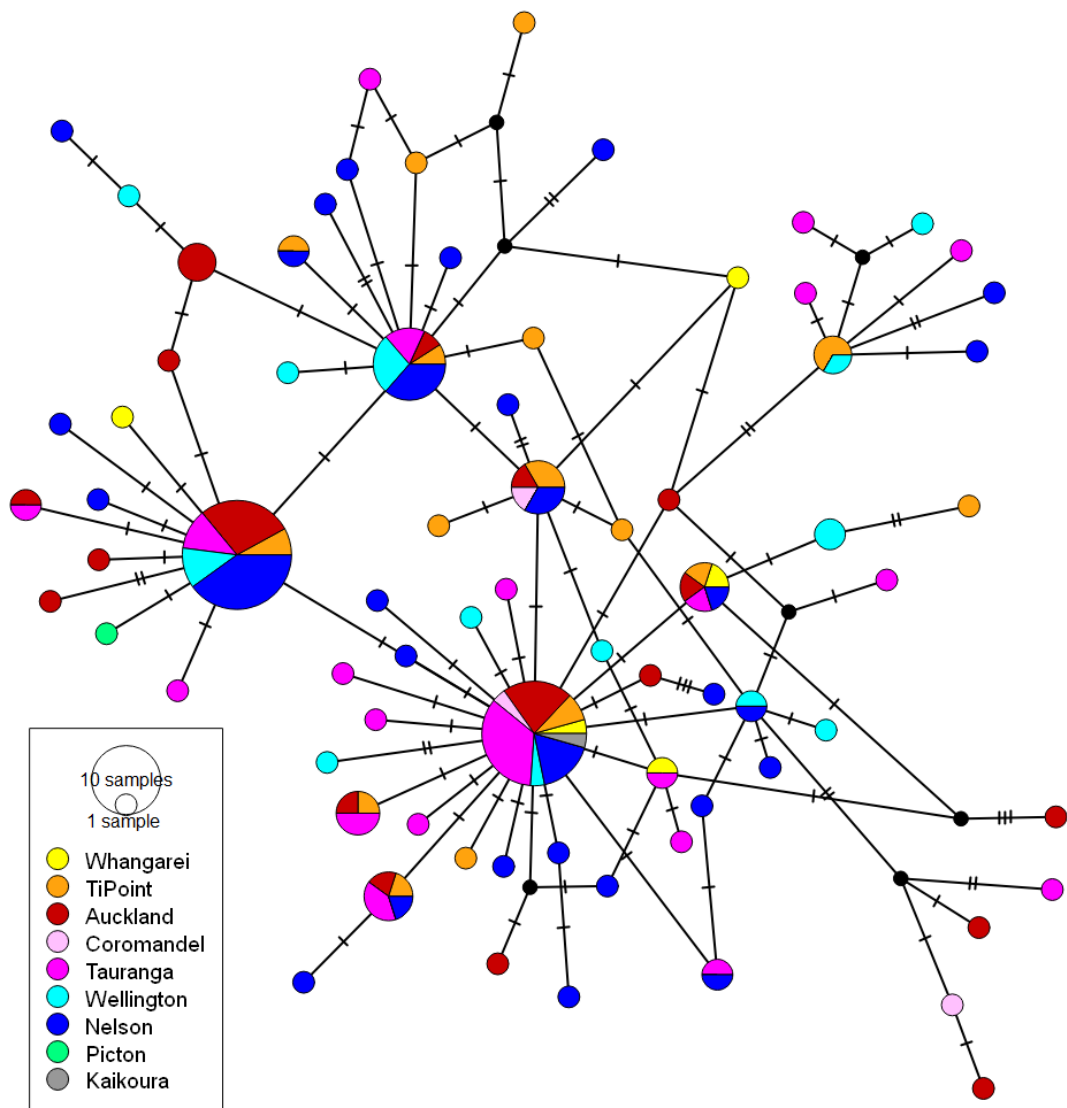 10 samples
1 sample
Whangarei
TiPoint
Auckland
Coromandel
Tauranga
Wellington
Nelson
Picton
Kaikoura